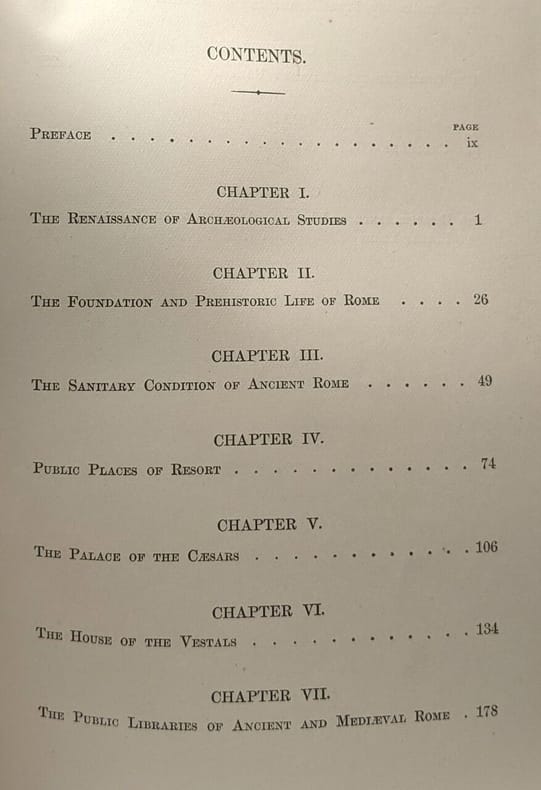 CONTENTS.
PAGE
PREFACE . . . . . . . . . . . . . . . . . . ix
CHAPTER I.
THE RENAISSANCE OF ARCHÆOLOGICAL STUDIES . . . . . . 1
CHAPTER II.
THE FOUNDATION AND PREHISTORIC LIFE OF ROME . . . . 26
CHAPTER III.
THE SANITARY CONDITION OF ANCIENT ROME . . . . . . 49
CHAPTER IV.
PUBLIC PLACES OF RESORT . . . . . . . . . . . . . 74
CHAPTER V.
THE PALACE OF THE CÆSARS . . . . . . . . . . . . 106
CHAPTER VI.
THE HOUSE OF THE VESTALS . . . . . . . . . . . . 134
CHAPTER VII.
THE PUBLIC LIBRARIES OF ANCIENT AND MEDIÆVAL ROME . 178